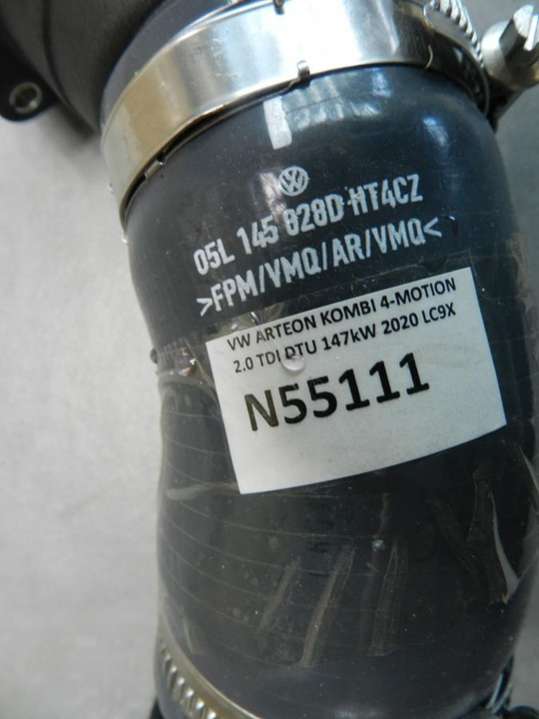 05L 145 828D HT4CZ
>FPM/VMQ/AR/VMQ<
VW ARTEON KOMBI 4-MOTION
2.0 TDI DTU 147kW 2020 LC9X
N55111